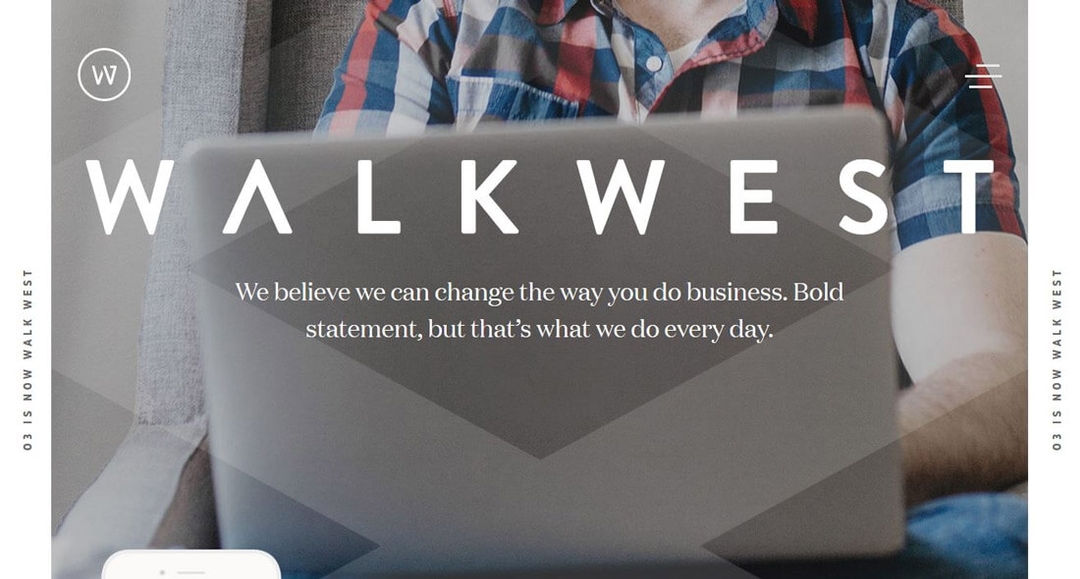 W
WALKWEST
We believe we can change the way you do business. Bold
statement, but that’s what we do every day.
03 IS NOW WALK WEST
03 IS NOW WALK WEST